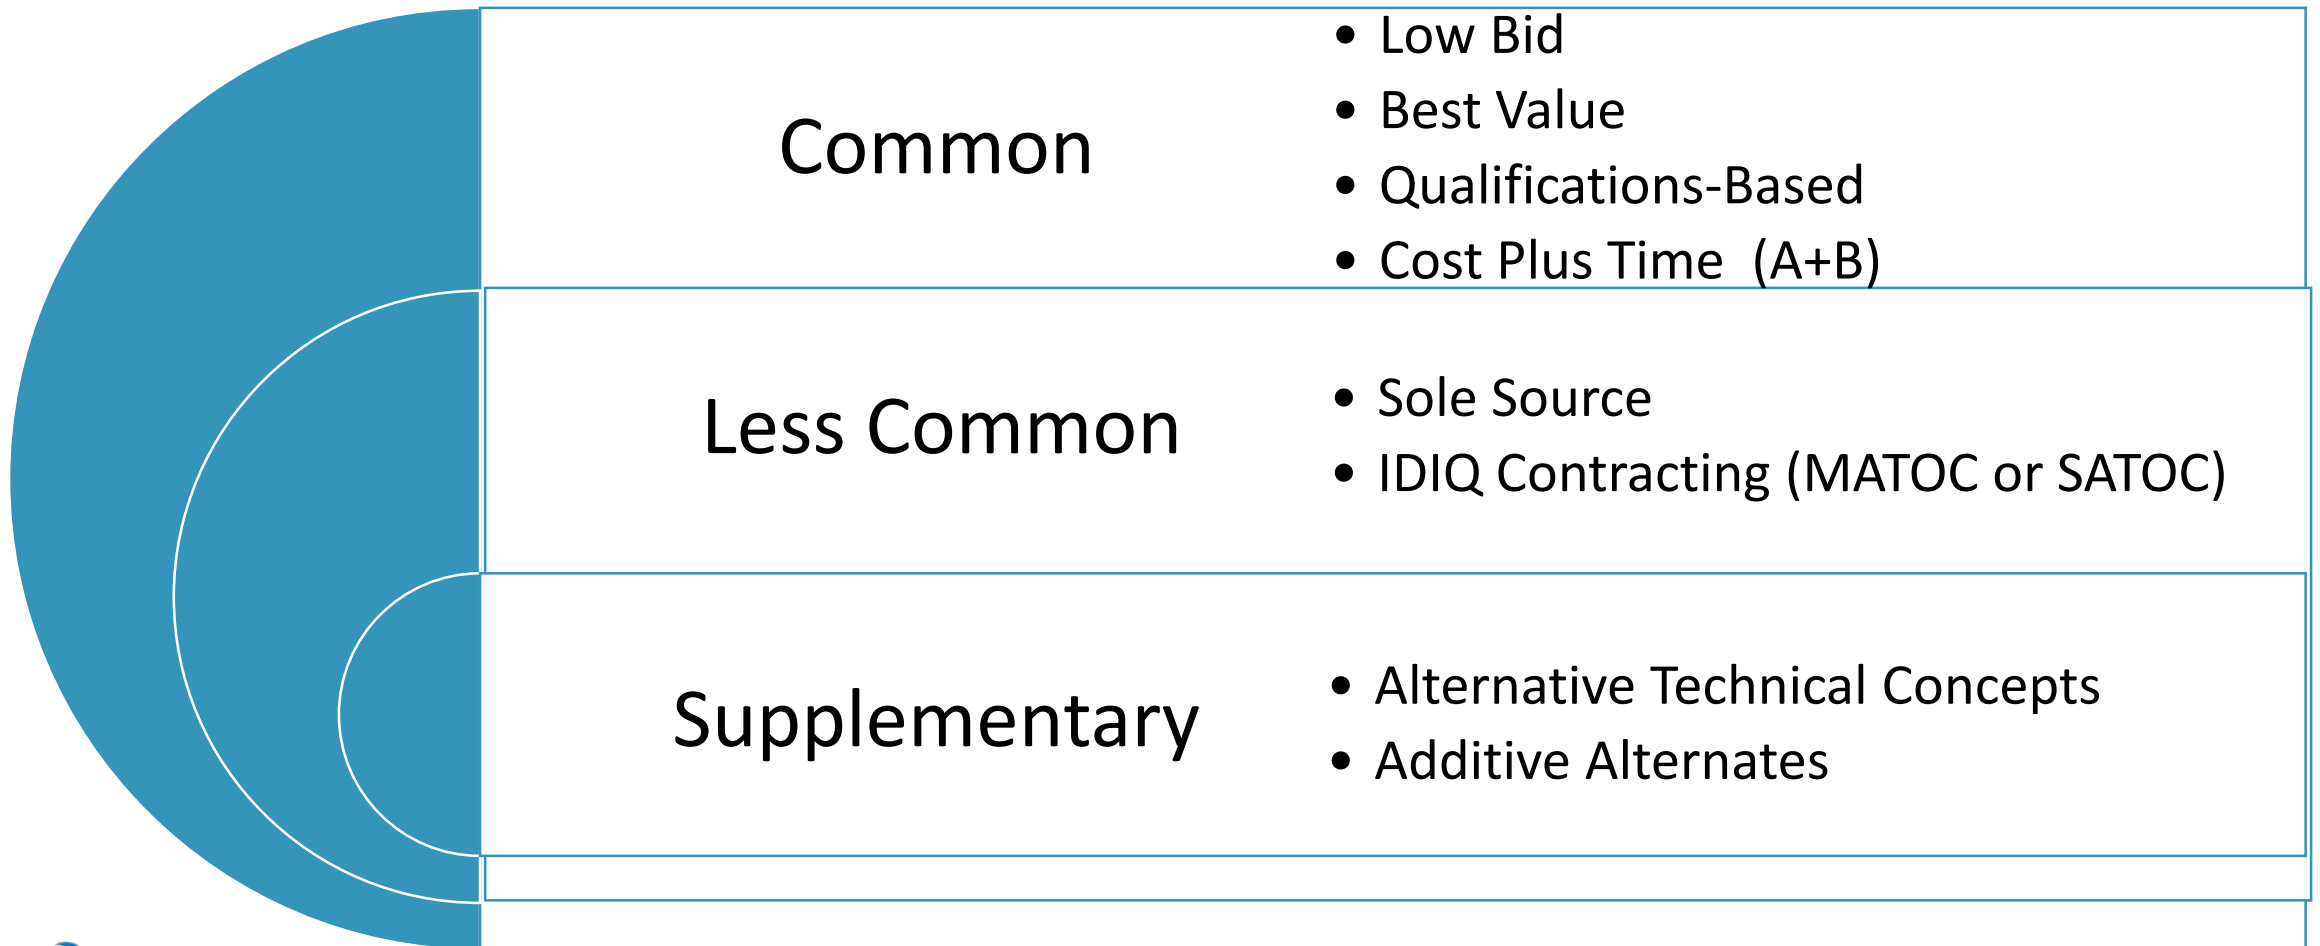 Common
• Low Bid
• Best Value
• Qualifications-Based
• Cost Plus Time  (A+B)
Less Common
• Sole Source
• IDIQ Contracting (MATOC or SATOC)
Supplementary
• Alternative Technical Concepts
• Additive Alternates